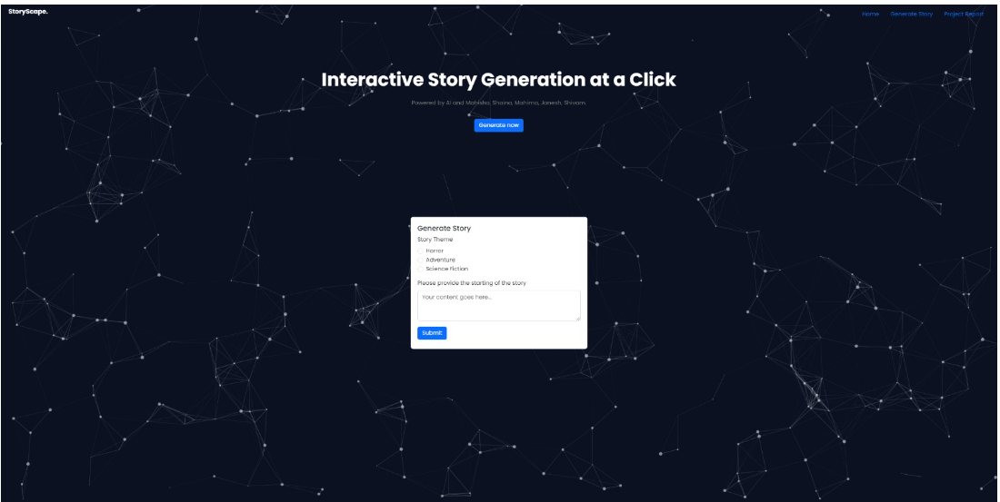 StoryScape.
Home Generate Story Project Report
Interactive Story Generation at a Click
Powered by AI and Mahisha, Shaina, Mahima, Janesh, Shivam.
Generate now
Generate Story
Story Theme
Horror
Adventure
Science Fiction
Please provide the starting of the story
Your content goes here...
Submit